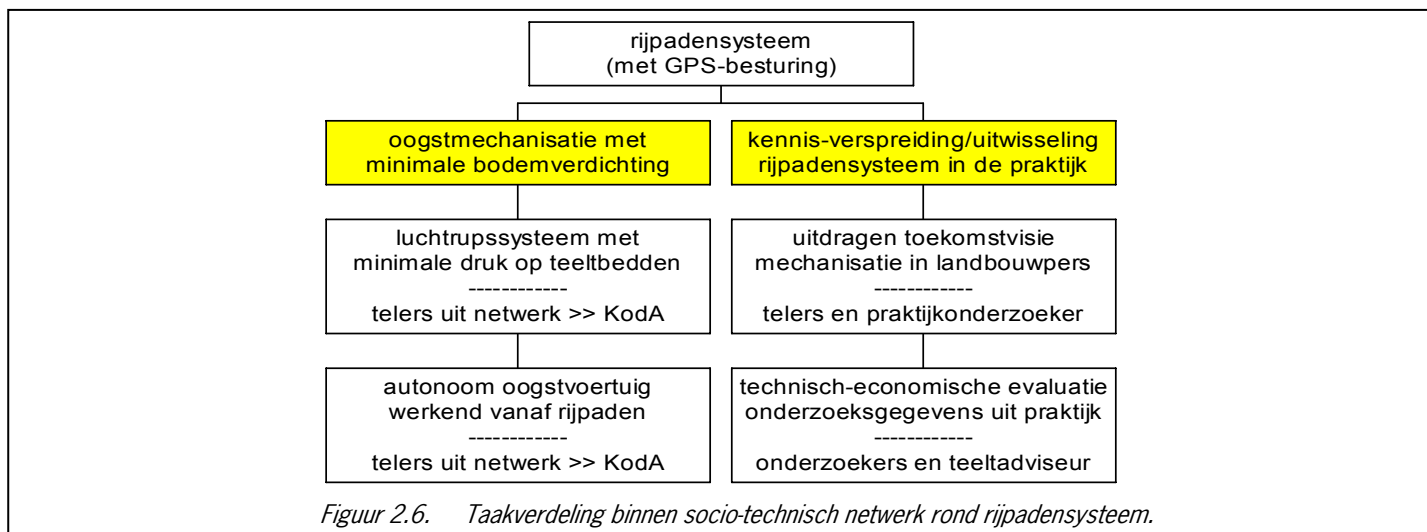 rijpadensysteem
(met GPS-besturing)
oogstmechanisatie met
minimale bodemverdichting
kennis-verspreiding/uitwisseling
rijpadensysteem in de praktijk
luchtrupssysteem met
minimale druk op teeltbedden
------------
telers uit netwerk >> KodA
uitdragen toekomstvisie
mechanisatie in landbouwpers
------------
telers en praktijkonderzoeker
autonoom oogstvoertuig
werkend vanaf rijpaden
------------
telers uit netwerk >> KodA
technisch-economische evaluatie
onderzoeksgegevens uit praktijk
------------
onderzoekers en teeltadviseur
Figuur 2.6. Taakverdeling binnen socio-technisch netwerk rond rijpadensysteem.